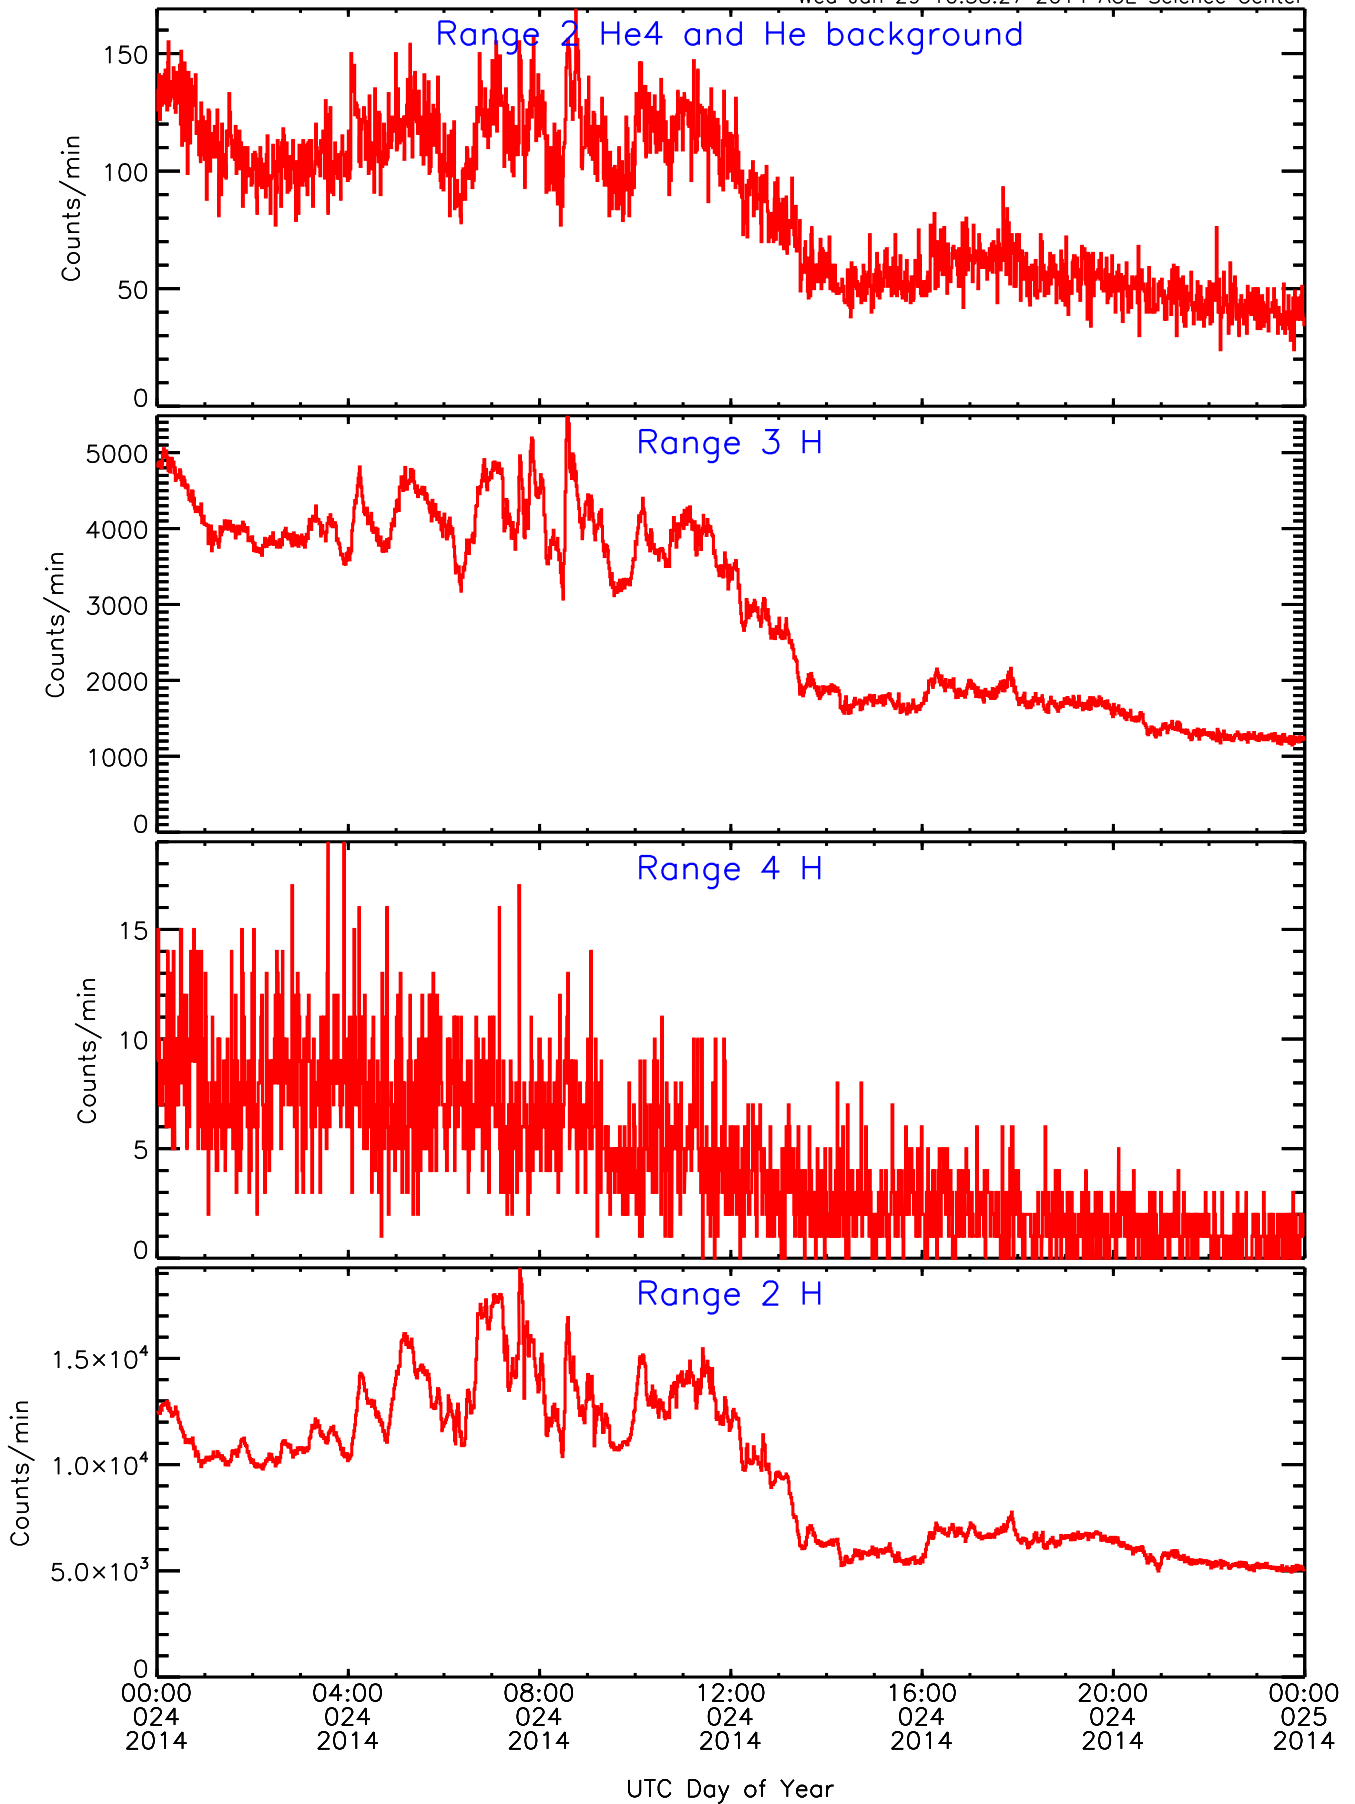 Range 2 He4 and He background
150
100
50
0
Counts/min
Range 3 H
5000
4000
3000
2000
1000
0
Counts/min
Range 4 H
15
10
5
0
Counts/min
Range 2 H
1.5×10⁴
1.0×10⁴
5.0×10³
0
Counts/min
00:00 04:00 08:00 12:00 16:00 20:00 00:00
024 024 024 024 024 024 025
2014 2014 2014 2014 2014 2014 2014
UTC Day of Year